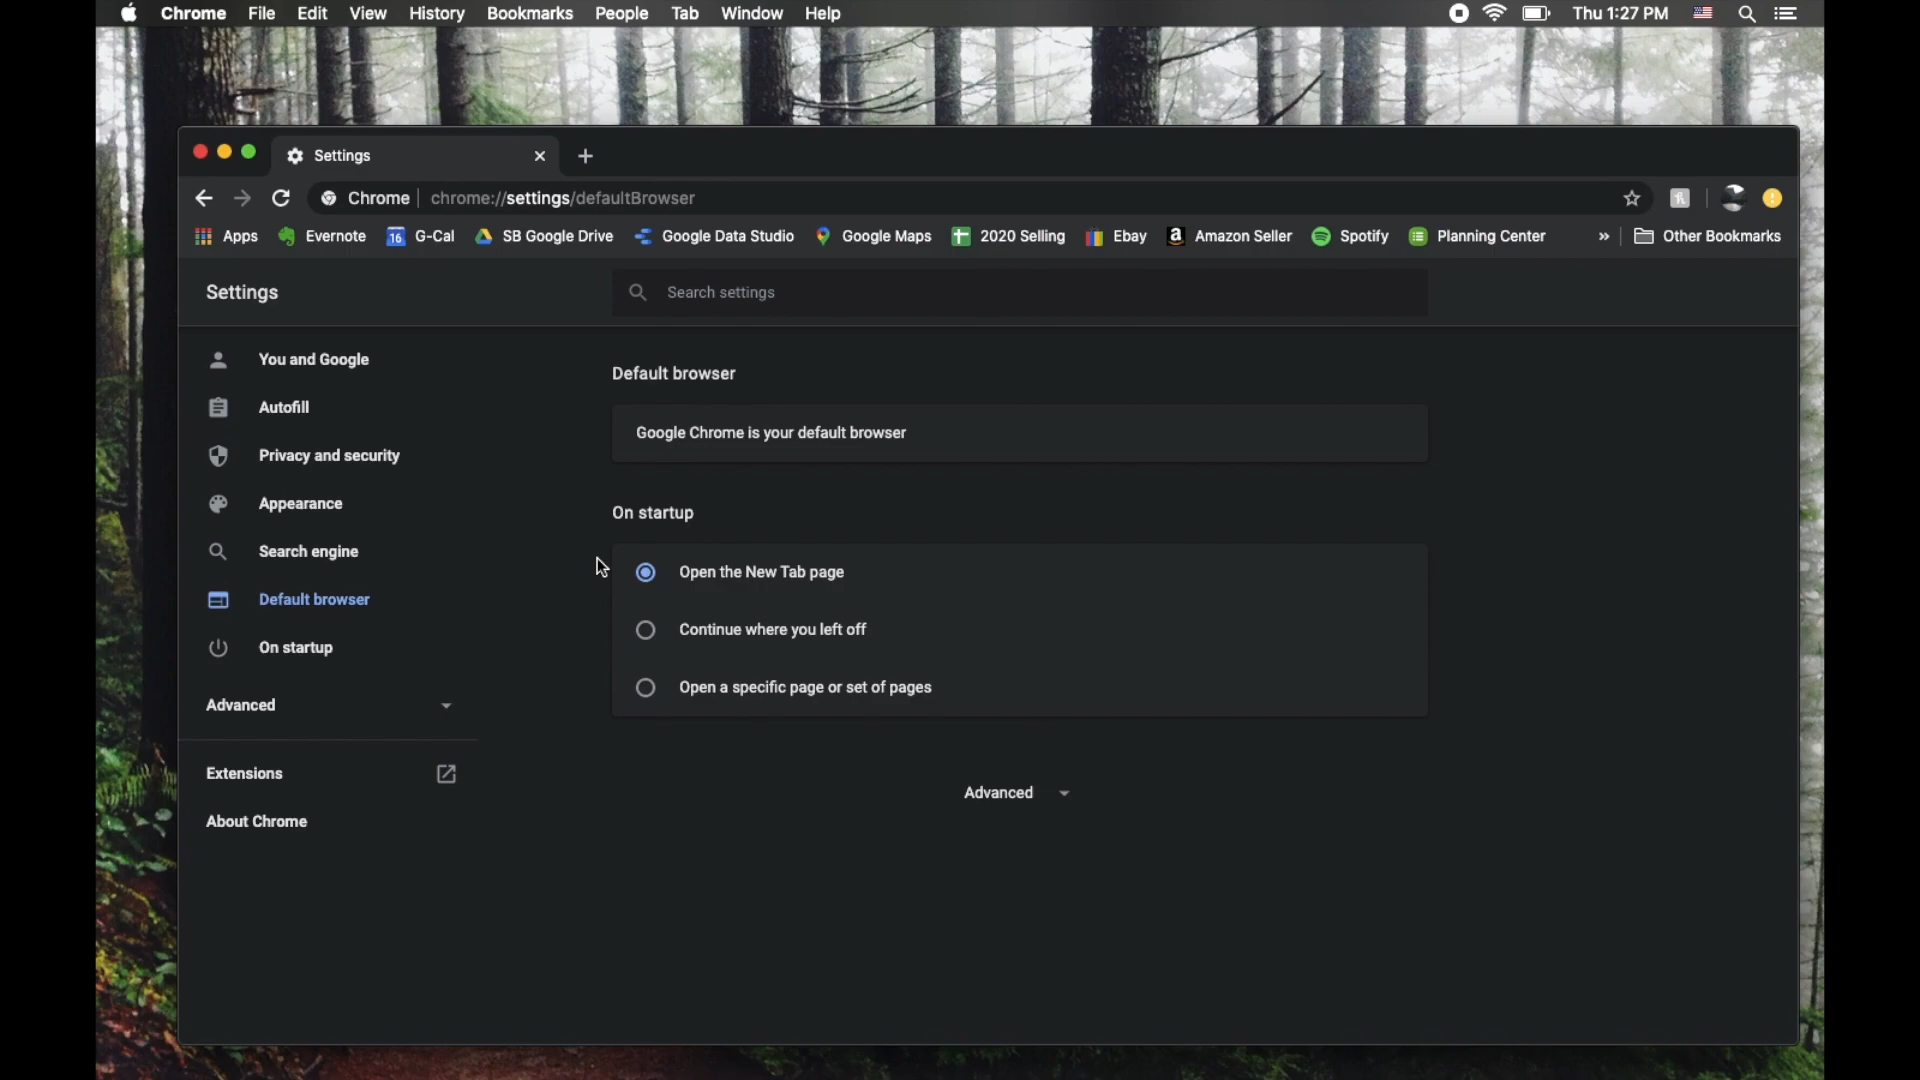 Chrome File Edit View History Bookmarks People Tab Window Help Thu 1:27 PM
Settings
Chrome chrome://settings/defaultBrowser
Apps Evernote 16 G-Cal SB Google Drive Google Data Studio Google Maps 2020 Selling Ebay a Amazon Seller Spotify Planning Center » Other Bookmarks
Settings
Search settings
You and Google
Autofill
Privacy and security
Appearance
Search engine
Default browser
On startup
Advanced
Extensions
About Chrome
Default browser
Google Chrome is your default browser
On startup
Open the New Tab page
Continue where you left off
Open a specific page or set of pages
Advanced